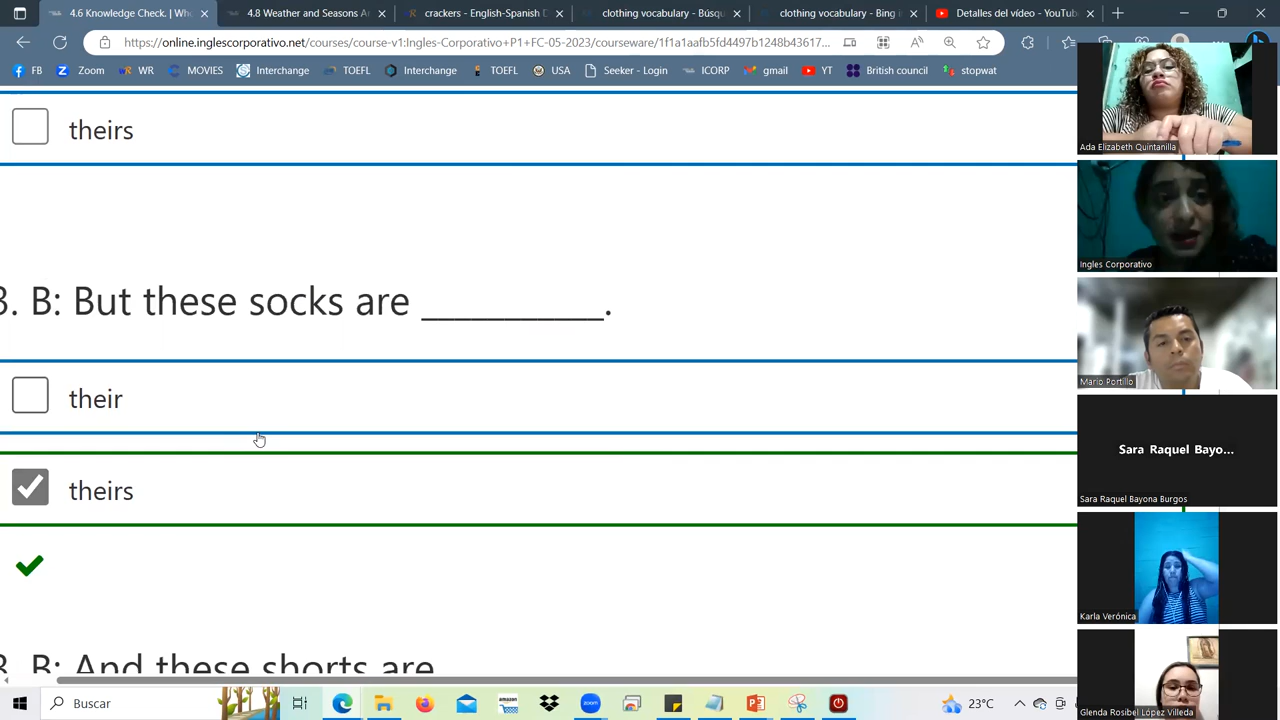 4.6 Knowledge Check. | Who
4.8 Weather and Seasons A
crackers - English-Spanish D
clothing vocabulary - Búsqu
clothing vocabulary - Bing i
Detalles del vídeo - YouTub
https://online.inglescorporativo.net/courses/course-v1:Ingles-Corporativo+P1+FC-05-2023/courseware/1f1a1aafb5fd4497b1248b43617...
FB
Zoom
WR
MOVIES
Interchange
TOEFL
Interchange
TOEFL
USA
Seeker - Login
ICORP
gmail
YT
British council
stopwat
theirs
3. B: But these socks are __________.
their
theirs
3. B: And these shorts are
Ada Elizabeth Quintanilla
Ingles Corporativo
Mario Portillo
Sara Raquel Bayo...
Sara Raquel Bayona Burgos
Karla Verónica
Glenda Rosibel López Villeda
Buscar
23°C